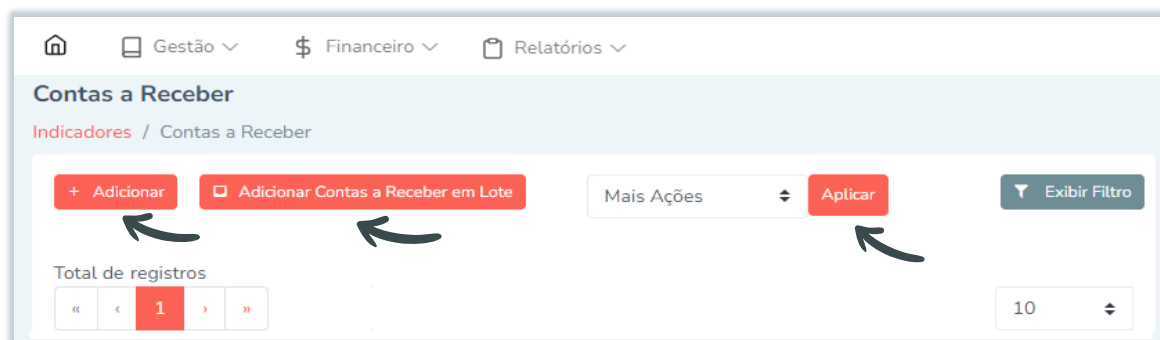 Gestão Financeiro Relatórios
Contas a Receber
Indicadores / Contas a Receber
+ Adicionar Adicionar Contas a Receber em Lote Mais Ações Aplicar Exibir Filtro
Total de registros
« ‹ 1 › » 10